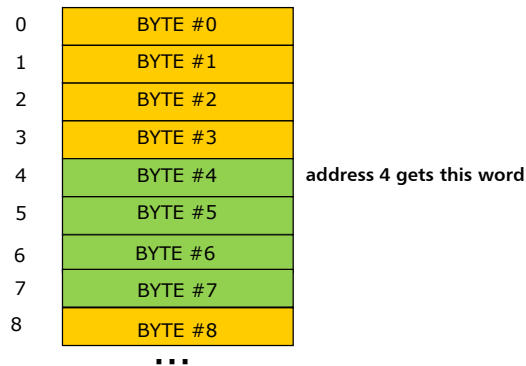 0 BYTE #0
1 BYTE #1
2 BYTE #2
3 BYTE #3
4 BYTE #4 address 4 gets this word
5 BYTE #5
6 BYTE #6
7 BYTE #7
8 BYTE #8
...